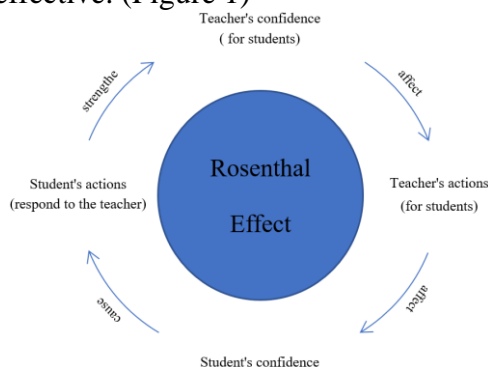 effective. (Figure 1)
Teacher's confidence
( for students)
strengthe
affect
Rosenthal
Effect
Student's actions
(respond to the teacher)
Teacher's actions
(for students)
cause
affect
Student's confidence